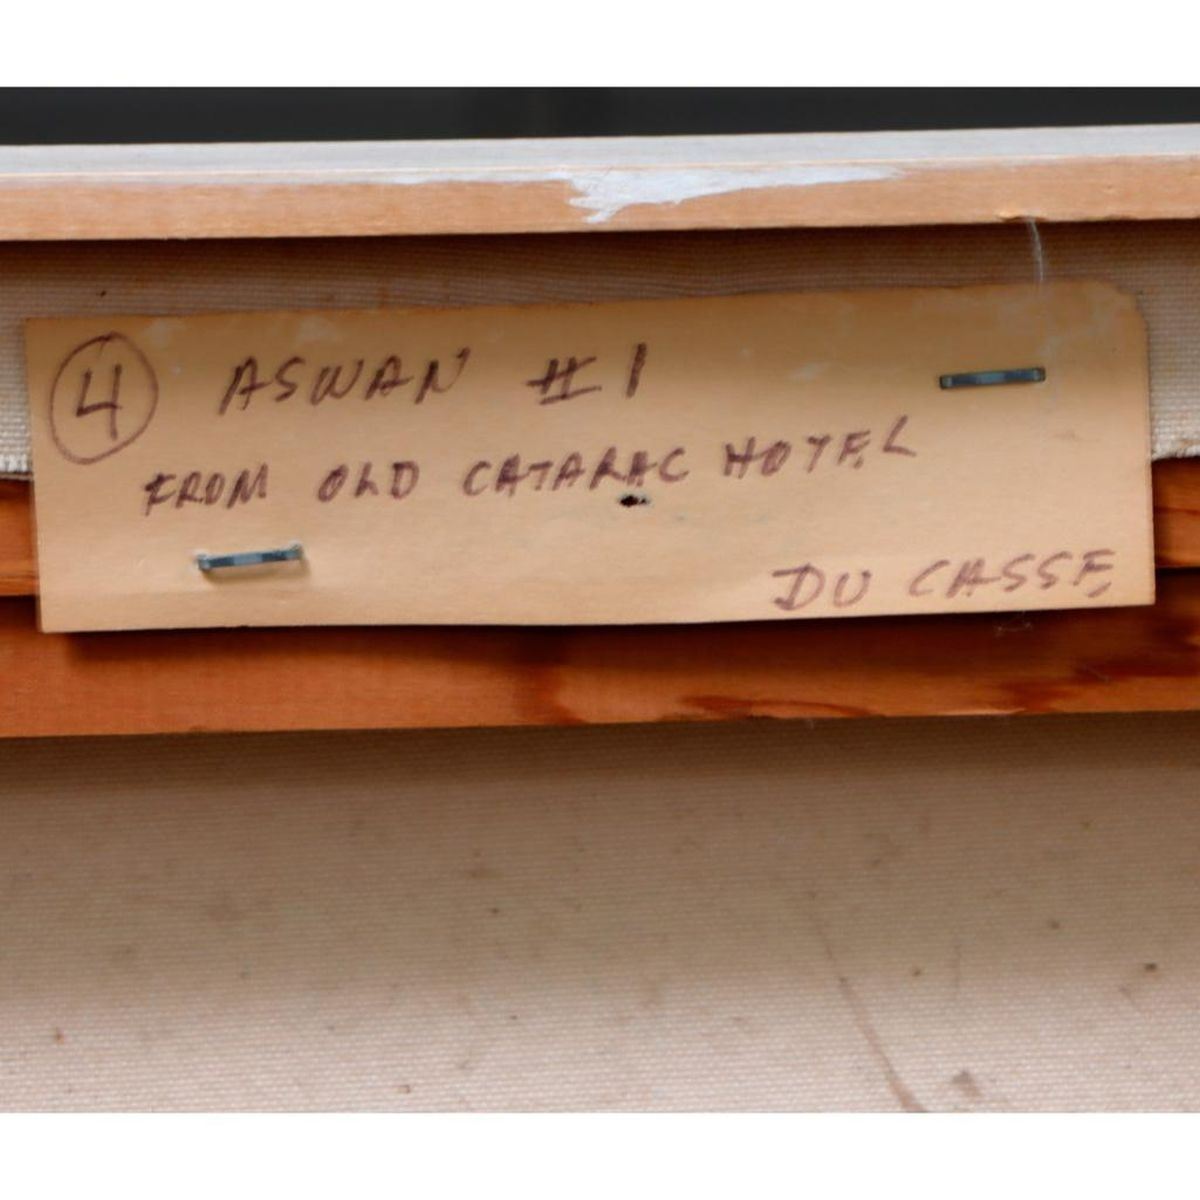 4 ASWAN #1
FROM OLD CATARAC HOTEL
DU CASSE